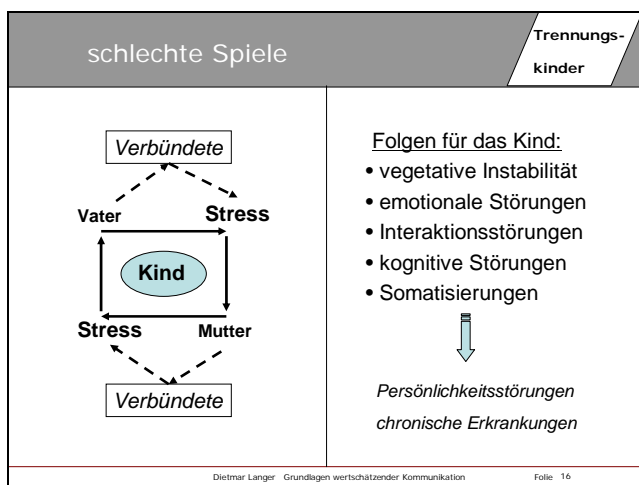 schlechte Spiele
Trennungs-
kinder
Verbündete
Vater
Stress
Kind
Stress
Mutter
Verbündete
Folgen für das Kind:
• vegetative Instabilität
• emotionale Störungen
• Interaktionsstörungen
• kognitive Störungen
• Somatisierungen
Persönlichkeitsstörungen
chronische Erkrankungen
Dietmar Langer Grundlagen wertschätzender Kommunikation Folie 16